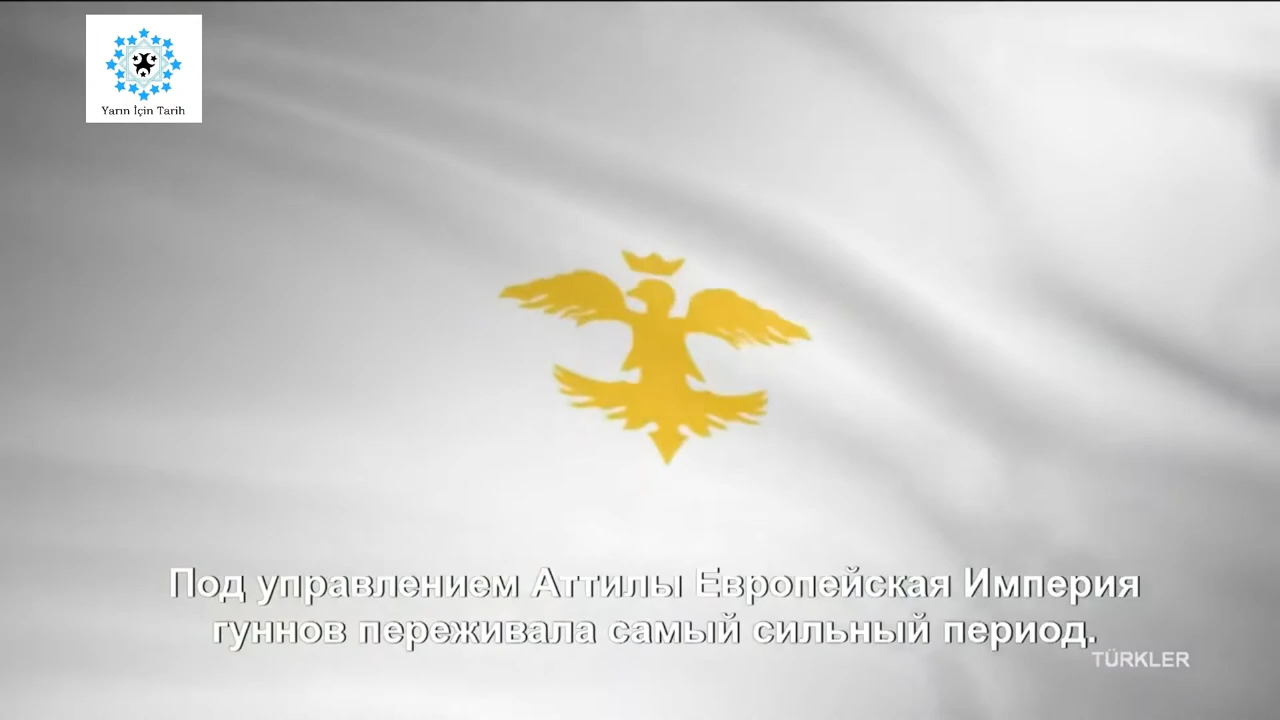 Yarın İçin Tarih
Под управлением Аттилы Европейская Империя
гуннов переживала самый сильный период.
TÜRKLER